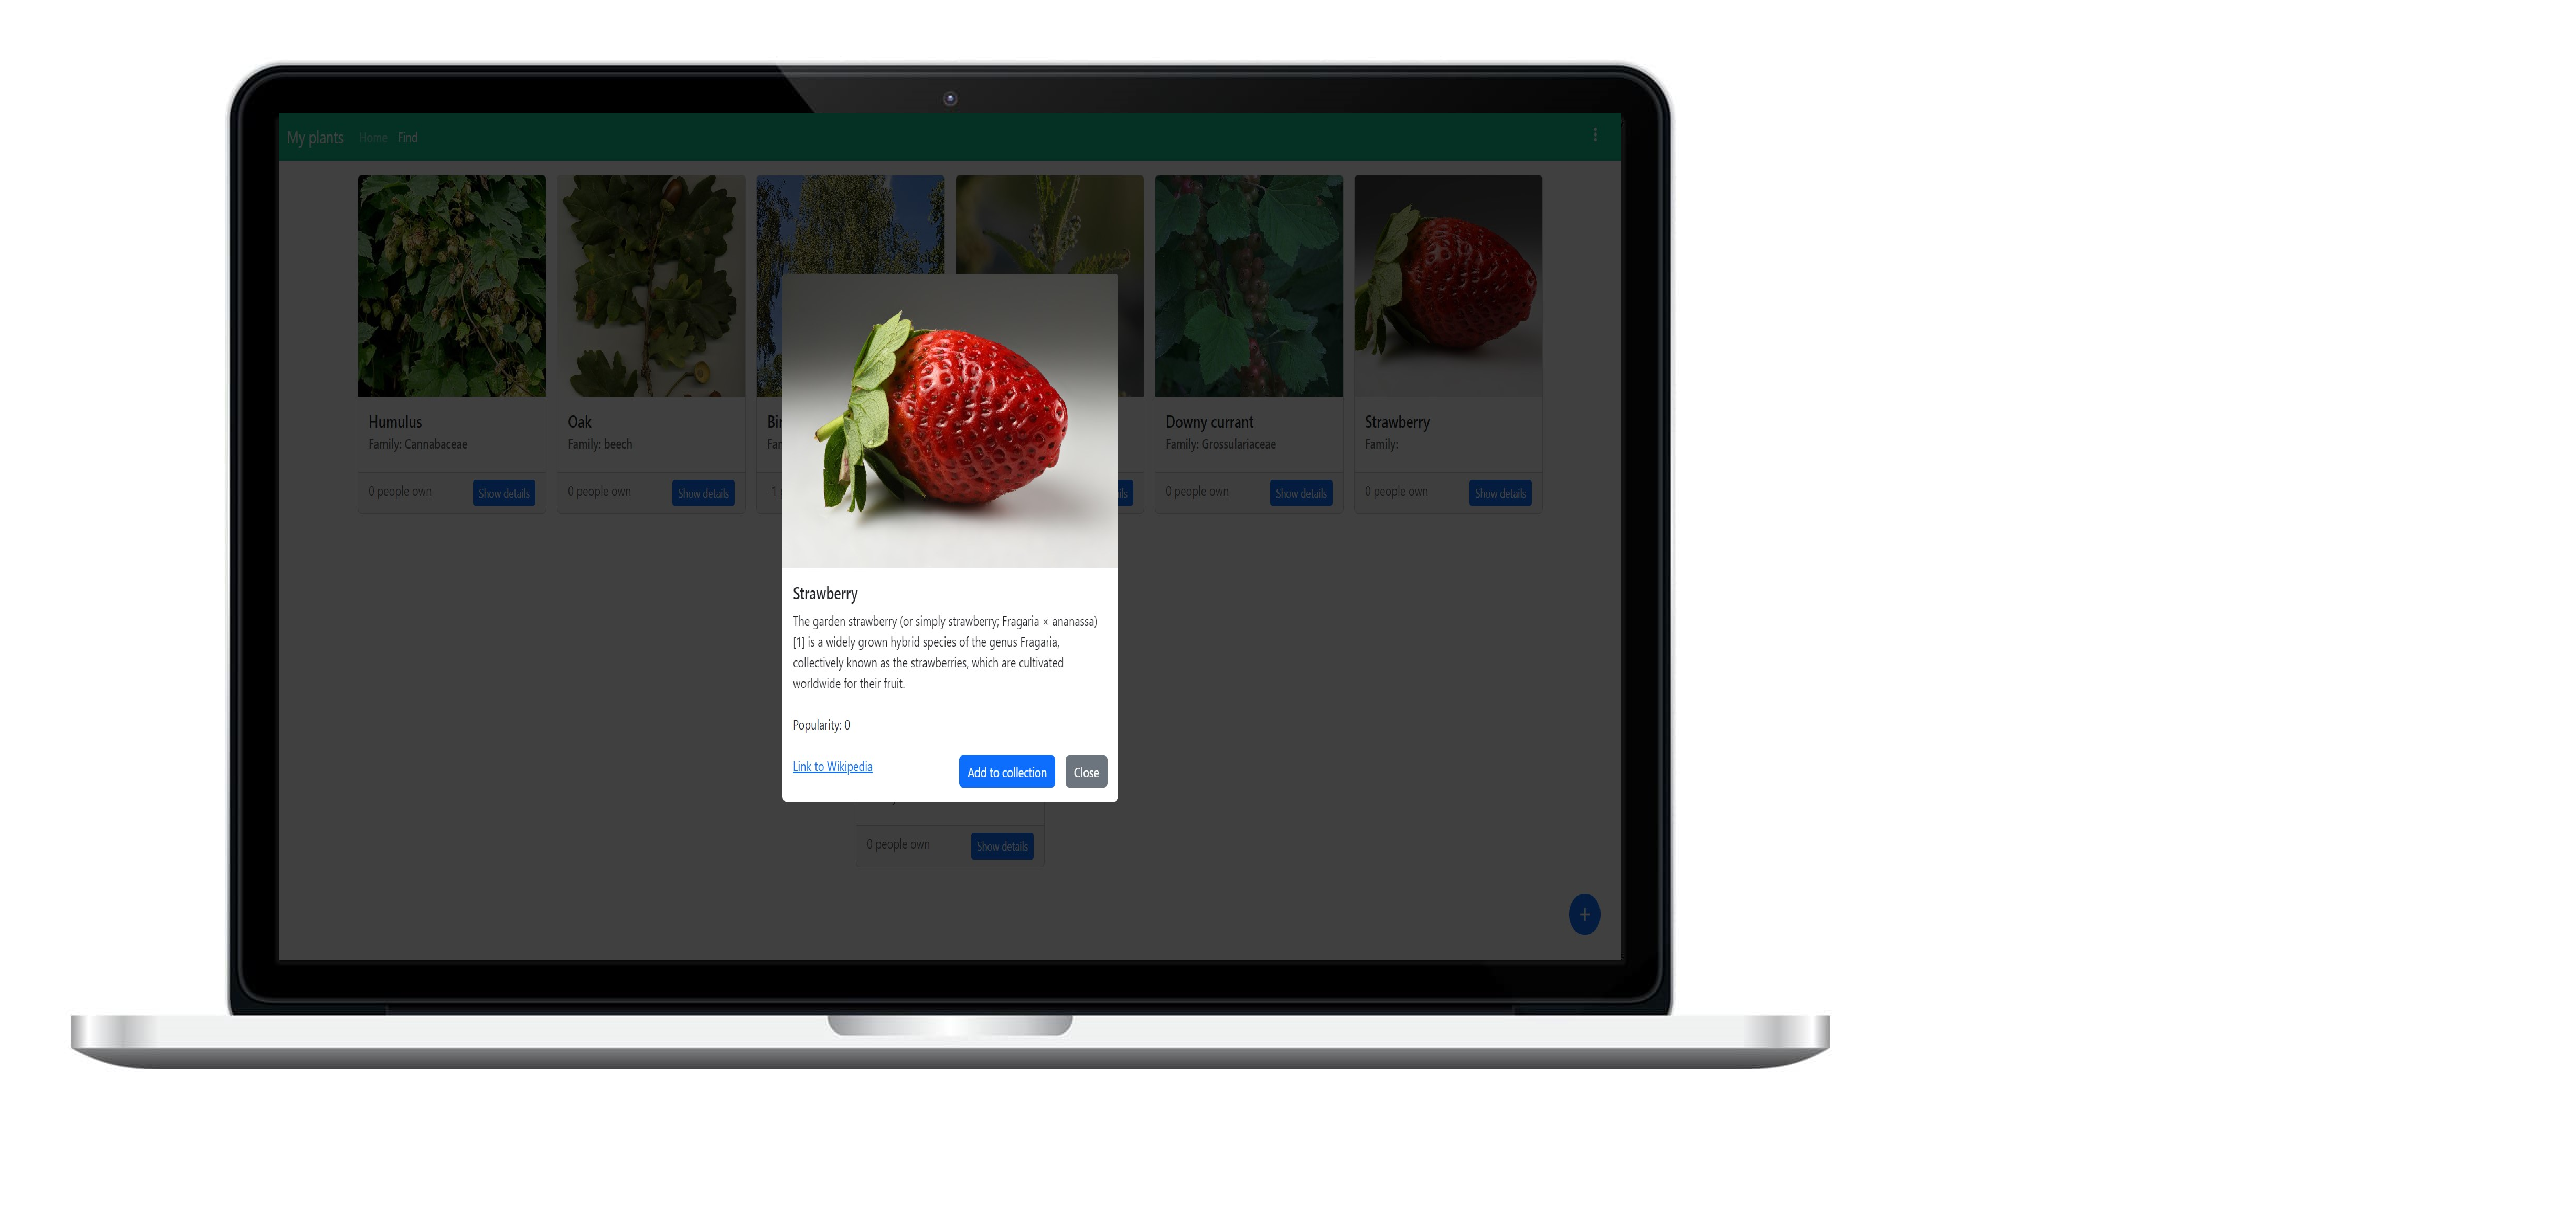 My plants Home Find
Humulus
Family: Cannabaceae
0 people own Show details
Oak
Family: beech
0 people own Show details
1
Downy currant
Family: Grossulariaceae
0 people own Show details
Strawberry
Family:
0 people own Show details
Strawberry
The garden strawberry (or simply strawberry; Fragaria × ananassa)
[1] is a widely grown hybrid species of the genus Fragaria,
collectively known as the strawberries, which are cultivated
worldwide for their fruit.
Popularity: 0
Link to Wikipedia Add to collection Close
0 people own Show details
+